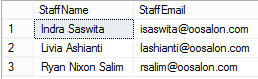 StaffName StaffEmail
1 Indra Saswita isaswita@oosalon.com
2 Livia Ashianti lashianti@oosalon.com
3 Ryan Nixon Salim rsalim@oosalon.com